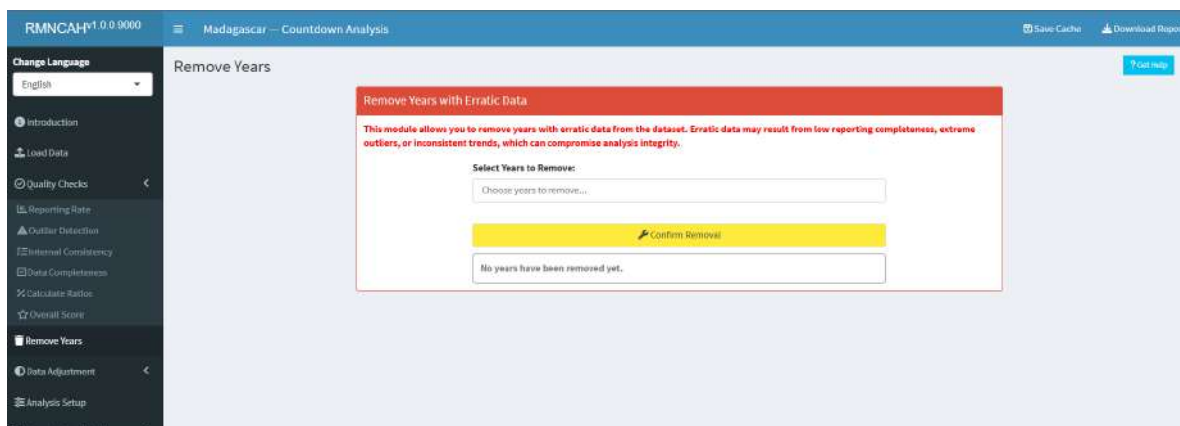 RMNCAHv1.0.0.9000
Madagascar — Countdown Analysis
Save Cache
Download Repor
Change Language
English
Introduction
Load Data
Quality Checks
Reporting Rate
Outlier Detection
Internal Consistency
Data Completeness
Calculate Ratios
Overall Score
Remove Years
Data Adjustment
Analysis Setup
Remove Years
Get Help
Remove Years with Erratic Data
This module allows you to remove years with erratic data from the dataset. Erratic data may result from low reporting completeness, extreme
outliers, or inconsistent trends, which can compromise analysis integrity.
Select Years to Remove:
Choose years to remove...
Confirm Removal
No years have been removed yet.